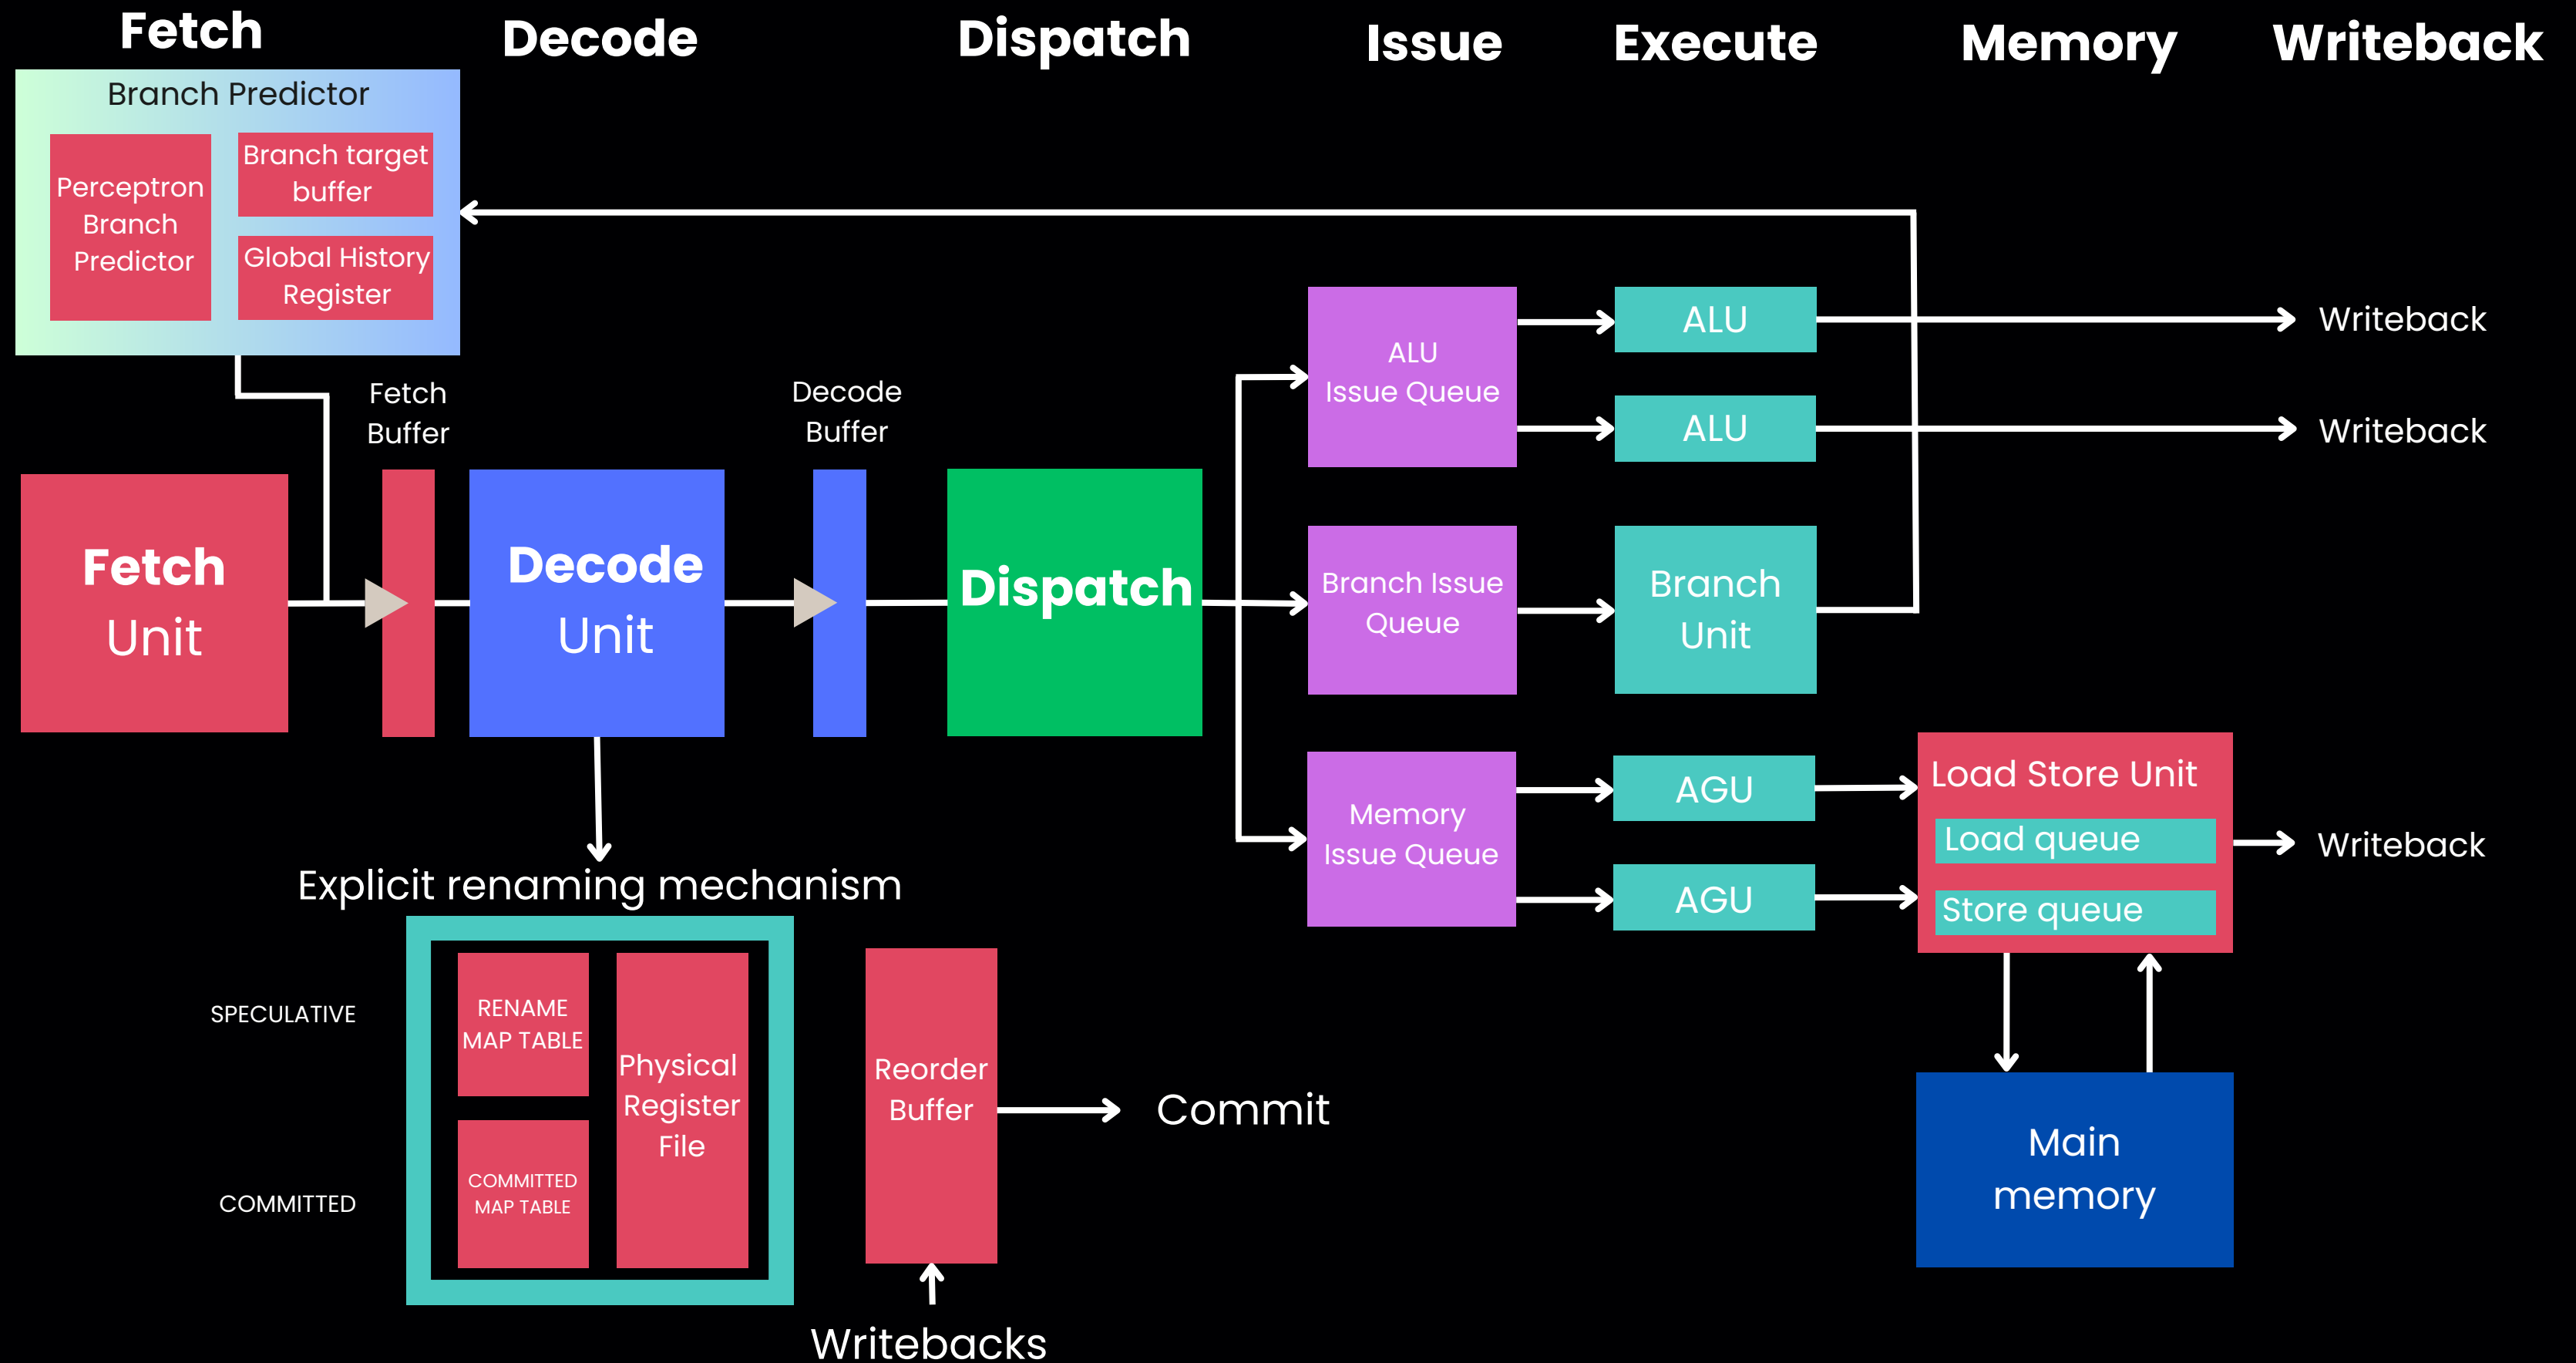 Fetch
Decode
Dispatch
Issue
Execute
Memory
Writeback
Branch Predictor
Perceptron
Branch
Predictor
Branch target
buffer
Global History
Register
Fetch
Buffer
Decode
Buffer
Fetch
Unit
Decode
Unit
Dispatch
ALU
Issue Queue
ALU
ALU
Writeback
Writeback
Branch Issue
Queue
Branch
Unit
Memory
Issue Queue
AGU
AGU
Load Store Unit
Load queue
Store queue
Writeback
Main
memory
Explicit renaming mechanism
SPECULATIVE
COMMITTED
RENAME
MAP TABLE
COMMITTED
MAP TABLE
Physical
Register
File
Reorder
Buffer
Commit
Writebacks